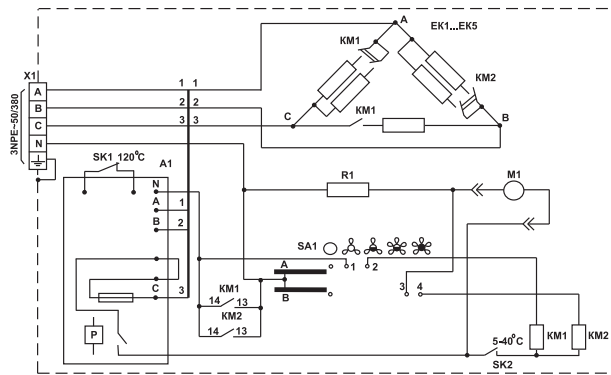 A
EK1...EK5
KM1
KM2
X1
A
1 1
B
2 2
C
KM1
B
C
3 3
N
3NPE~50/380
SK1 120°C
A1
N
A 1
B 2
R1
M1
SA1
A
1 2
B
C 3
KM1
14 13
KM2
14 13
3 4
P
5-40°C
SK2
KM1
KM2